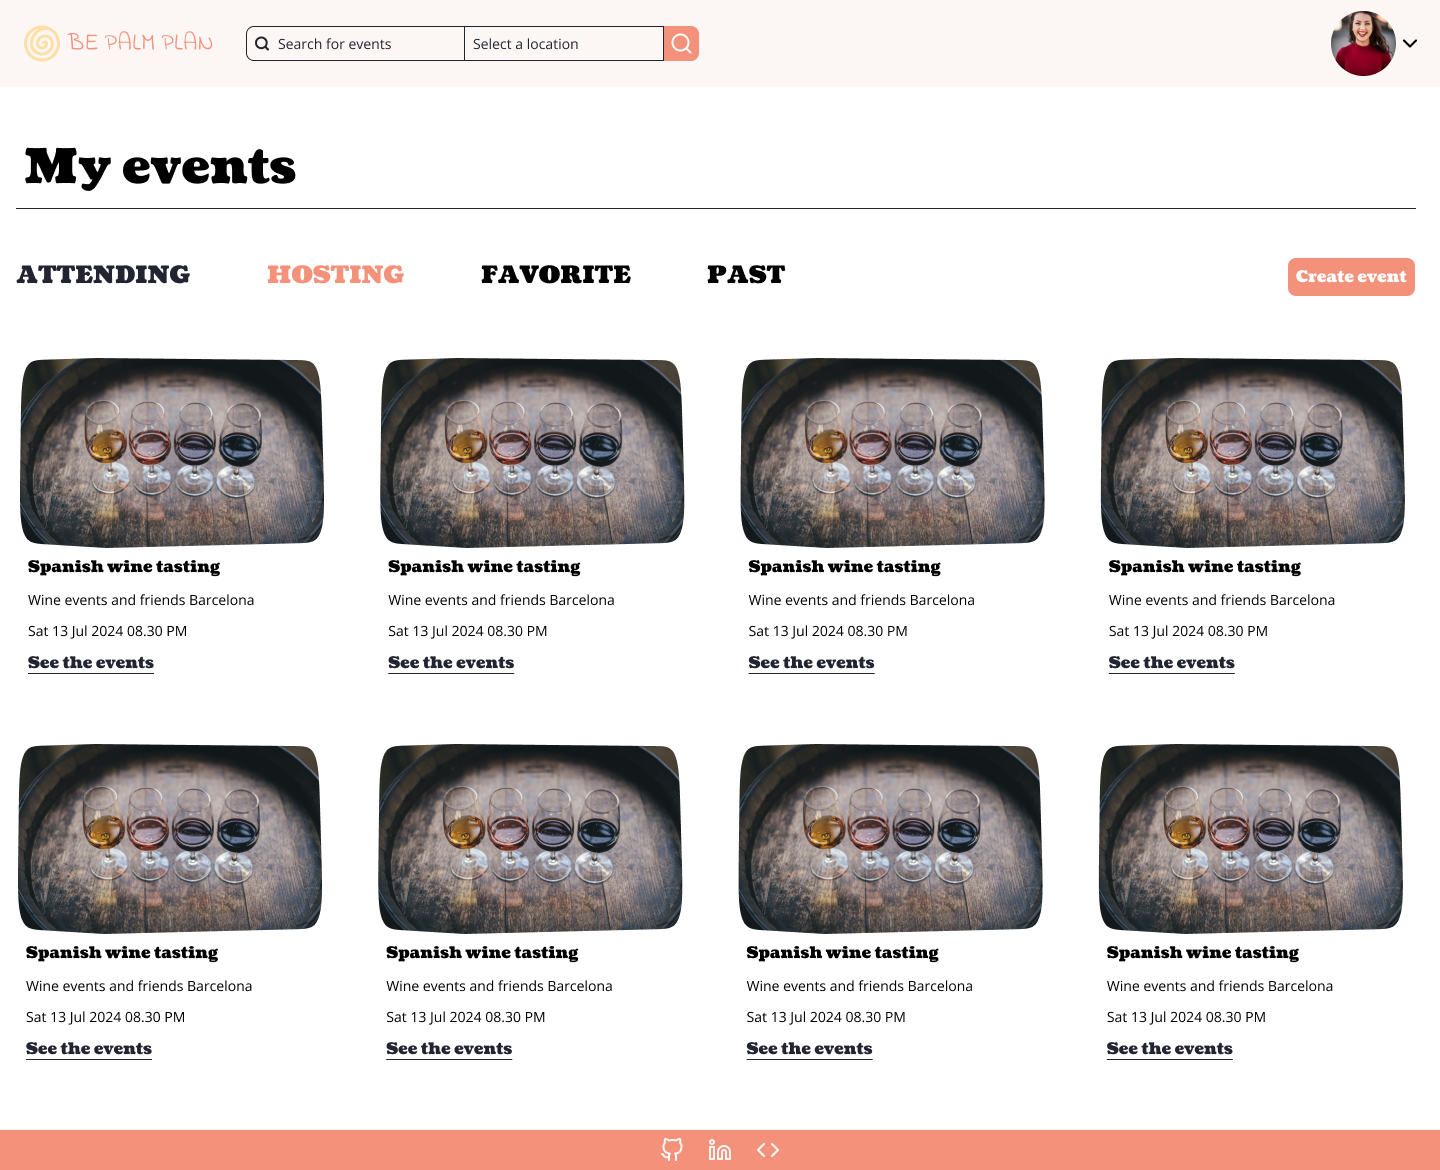 BE PALM PLAN
Search for events
Select a location
My events
ATTENDING
HOSTING
FAVORITE
PAST
Create event
Spanish wine tasting
Wine events and friends Barcelona
Sat 13 Jul 2024 08.30 PM
See the events
Spanish wine tasting
Wine events and friends Barcelona
Sat 13 Jul 2024 08.30 PM
See the events
Spanish wine tasting
Wine events and friends Barcelona
Sat 13 Jul 2024 08.30 PM
See the events
Spanish wine tasting
Wine events and friends Barcelona
Sat 13 Jul 2024 08.30 PM
See the events
Spanish wine tasting
Wine events and friends Barcelona
Sat 13 Jul 2024 08.30 PM
See the events
Spanish wine tasting
Wine events and friends Barcelona
Sat 13 Jul 2024 08.30 PM
See the events
Spanish wine tasting
Wine events and friends Barcelona
Sat 13 Jul 2024 08.30 PM
See the events
Spanish wine tasting
Wine events and friends Barcelona
Sat 13 Jul 2024 08.30 PM
See the events